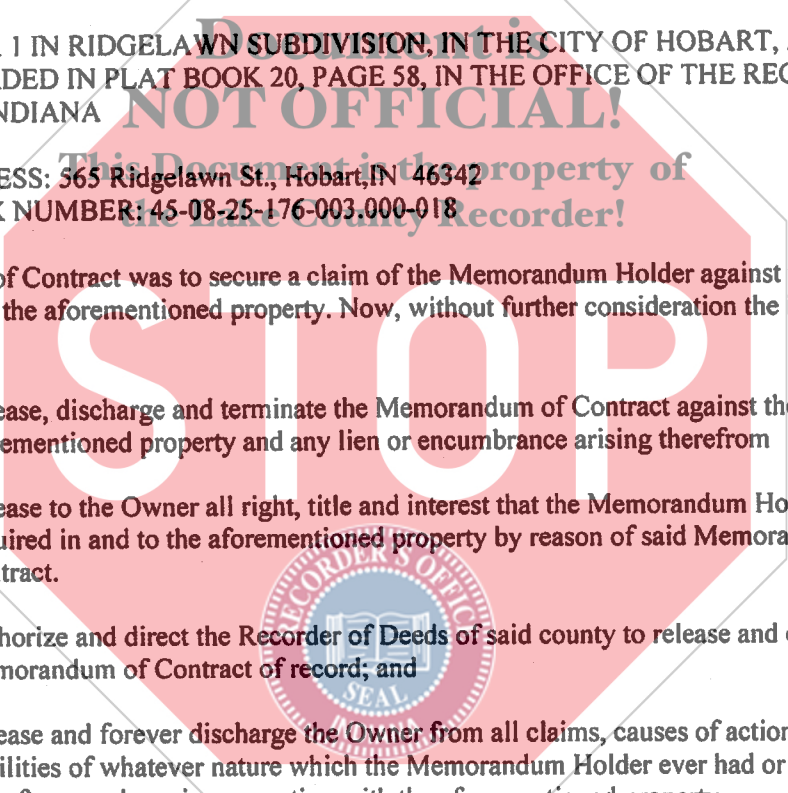 1 IN RIDGELAWN SUBDIVISION, IN THE CITY OF HOBART,
DED IN PLAT BOOK 20, PAGE 58, IN THE OFFICE OF THE REC
NDIANA
Document is
NOT OFFICIAL!
This Document is the property of
the Lake County Recorder!
ESS: 565 Ridgelawn St., Hobart,IN 46342
NUMBER: 45-08-25-176-003.000-018
of Contract was to secure a claim of the Memorandum Holder against
the aforementioned property. Now, without further consideration the
STOP
ease, discharge and terminate the Memorandum of Contract against the
ementioned property and any lien or encumbrance arising therefrom
ease to the Owner all right, title and interest that the Memorandum Ho
uired in and to the aforementioned property by reason of said Memora
tract.
horize and direct the Recorder of Deeds of said county to release and
morandum of Contract of record; and
ease and forever discharge the Owner from all claims, causes of action
ilities of whatever nature which the Memorandum Holder ever had or
RECORDER'S OFFICE
SEAL
INDIANA